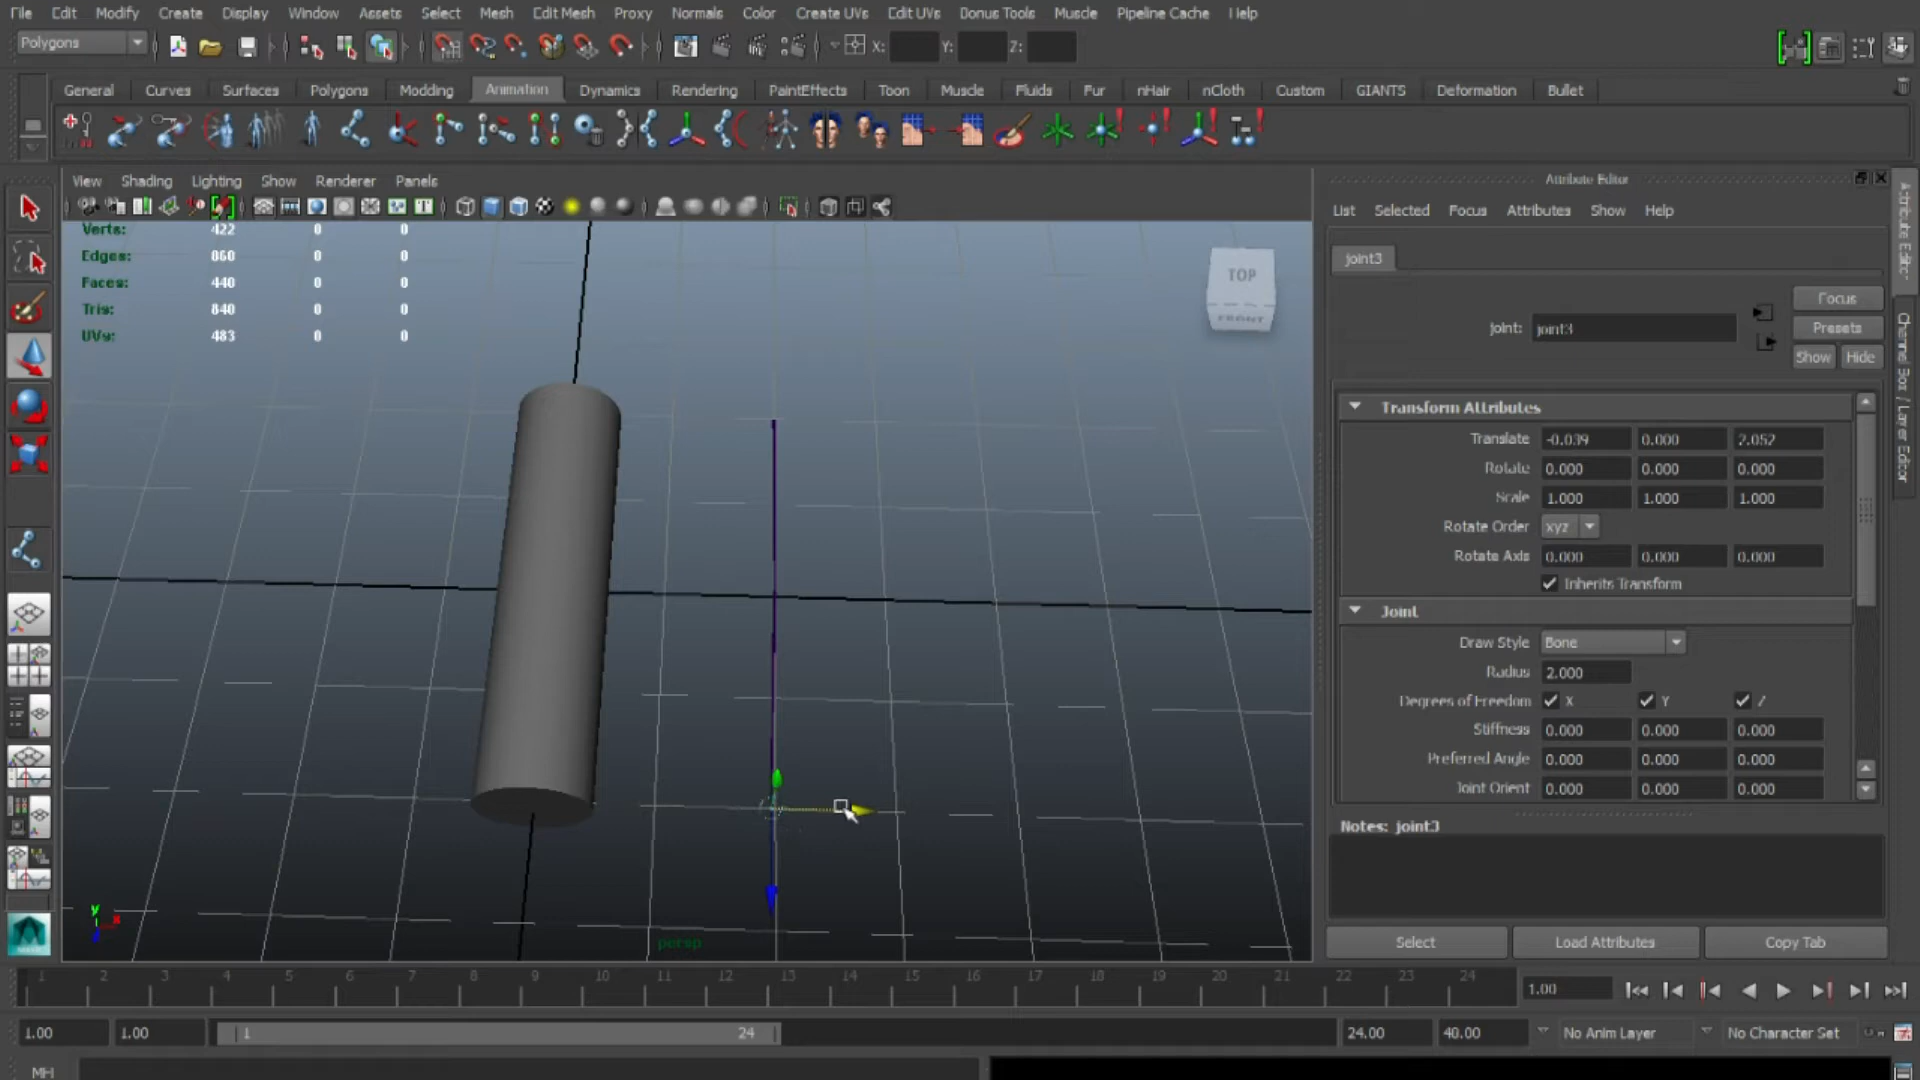 File Edit Modify Create Display Window Assets Select Mesh Edit Mesh Proxy Normals Color Create UVs Edit UVs Bonus Tools Muscle Pipeline Cache Help
Polygons X: Y: Z:
General Curves Surfaces Polygons Modding Animation Dynamics Rendering PaintEffects Toon Muscle Fluids Fur nHair nCloth Custom GIANTS Deformation Bullet
View Shading Lighting Show Renderer Panels
Attribute Editor
List Selected Focus Attributes Show Help
Verts: 422 0 0
Edges: 860 0 0
Faces: 440 0 0
Tris: 840 0 0
UVs: 483 0 0
TOP
FRONT
joint3
Focus
joint: joint3
Presets
Show Hide
Transform Attributes
Translate -0.039 0.000 2.052
Rotate 0.000 0.000 0.000
Scale 1.000 1.000 1.000
Rotate Order xyz
Rotate Axis 0.000 0.000 0.000
Inherits Transform
Joint
Draw Style Bone
Radius 2.000
Degrees of Freedom X Y Z
Stiffness 0.000 0.000 0.000
Preferred Angle 0.000 0.000 0.000
Joint Orient 0.000 0.000 0.000
Notes: joint3
Select Load Attributes Copy Tab
Attribute Editor
Channel Box / Layer Editor
y x
persp
1 2 3 4 5 6 7 8 9 10 11 12 13 14 15 16 17 18 19 20 21 22 23 24
1.00
1.00 1.00 1 24 24.00 40.00 No Anim Layer No Character Set